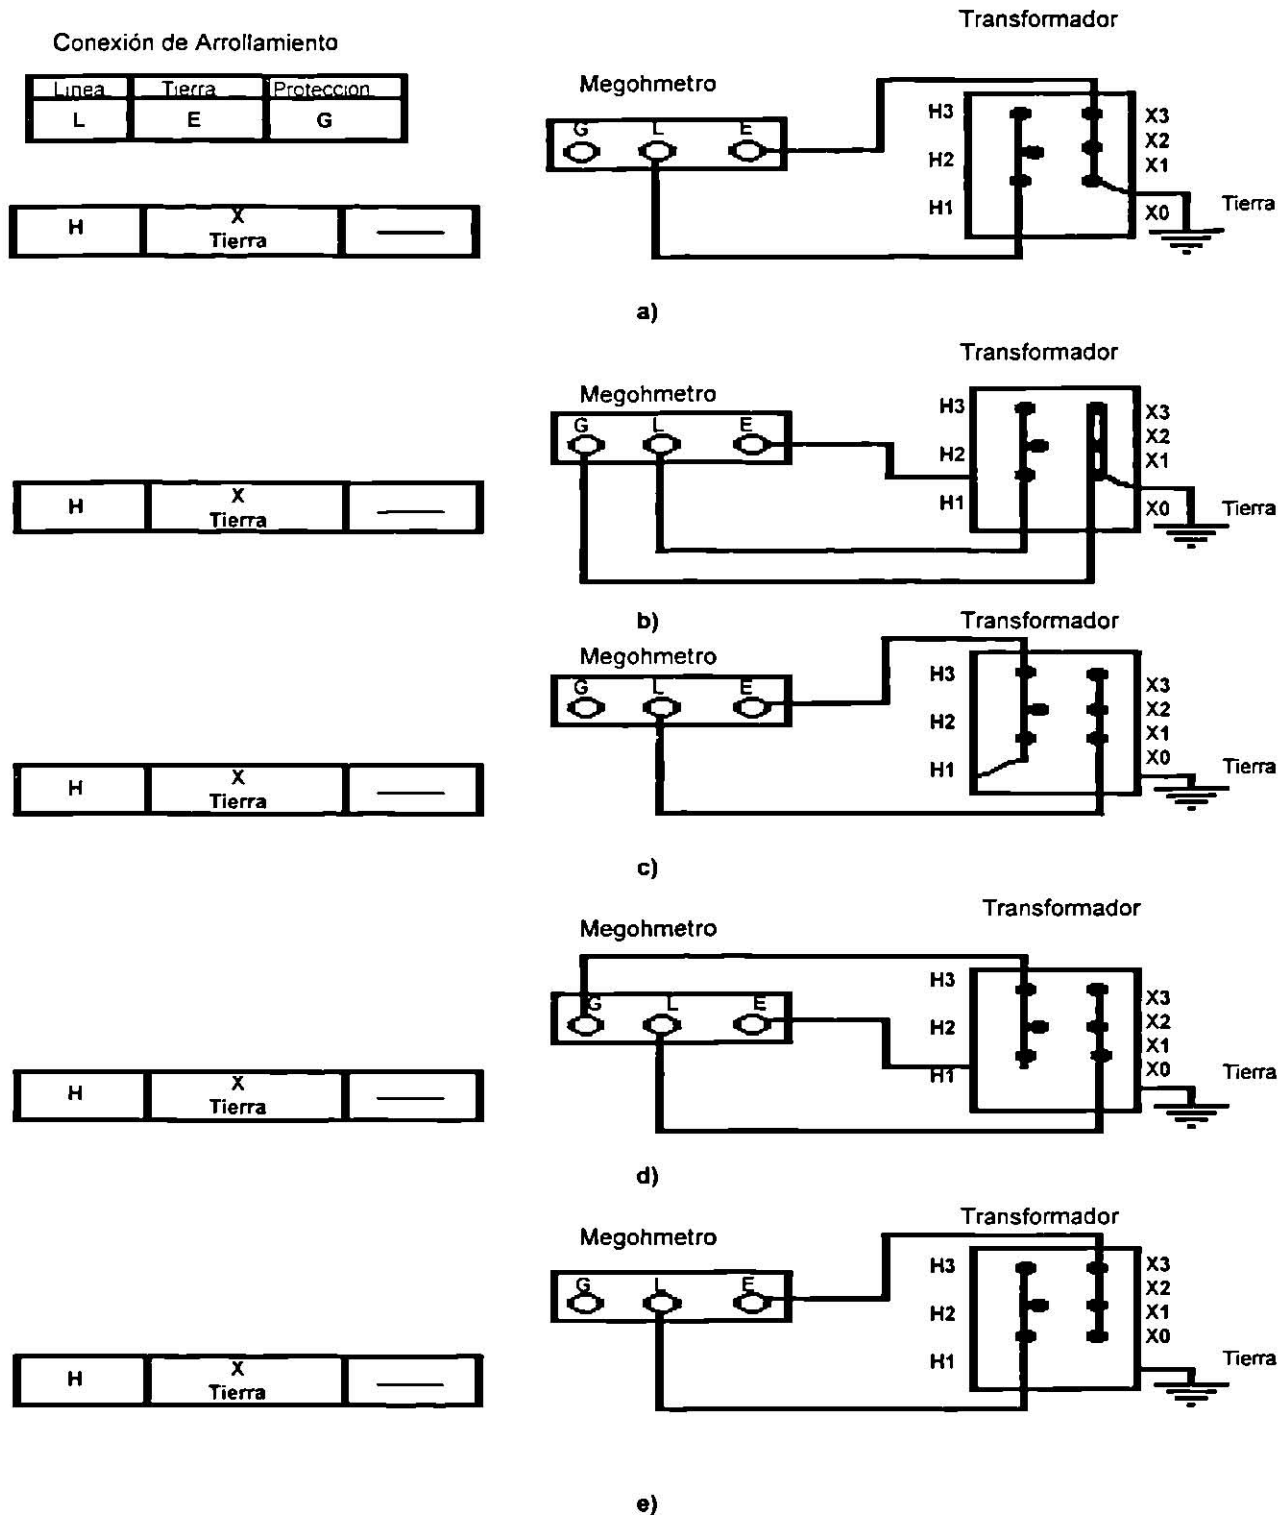 Transformador
Conexión de Arrollamiento
Megohmetro
Linea Tierra Proteccion
L E G
G L E
H3 X3
X2
H2 X1
H1 X0 Tierra
H X Tierra
a)
Transformador
Megohmetro
G L E
H3 X3
X2
H2 X1
H1 X0 Tierra
H X Tierra
b)
Transformador
Megohmetro
G L E
H3 X3
X2
H2 X1
H1 X0 Tierra
H X Tierra
c)
Transformador
Megohmetro
G L E
H3 X3
H2 X2
X1
H1 X0 Tierra
H X Tierra
d)
Transformador
Megohmetro
G L E
H3 X3
X2
H2 X1
X0
H1 Tierra
H X Tierra
e)